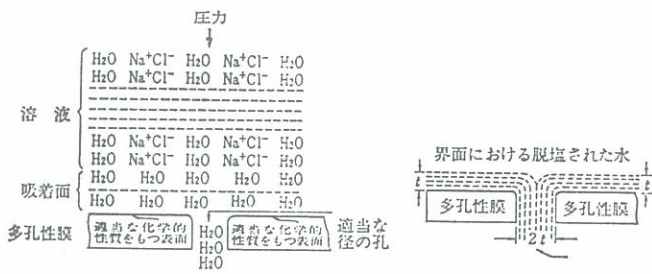 圧力
H₂O Na⁺Cl⁻ H₂O Na⁺Cl⁻ H₂O
H₂O Na⁺Cl⁻ H₂O Na⁺Cl⁻ H₂O
溶液
H₂O Na⁺Cl⁻ H₂O Na⁺Cl⁻ H₂O
H₂O Na⁺Cl⁻ H₂O Na⁺Cl⁻ H₂O
吸着面
H₂O H₂O H₂O H₂O H₂O
H₂O H₂O H₂O H₂O H₂O
多孔性膜
適当な化学的
性質をもつ表面
H₂O
H₂O
H₂O
適当な化学的
性質をもつ表面
適当な
径の孔
界面における脱塩された水
t
t
多孔性膜
多孔性膜
2t